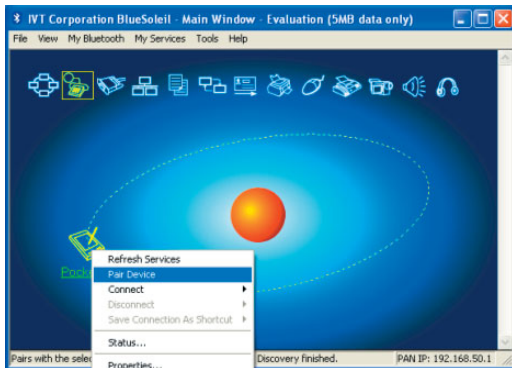 IVT Corporation BlueSoleil - Main Window - Evaluation (5MB data only)
File View My Bluetooth My Services Tools Help
Pocke
Refresh Services
Pair Device
Connect
Disconnect
Save Connection As Shortcut
Status...
Properties...
Pairs with the selec Discovery finished. PAN IP: 192.168.50.1